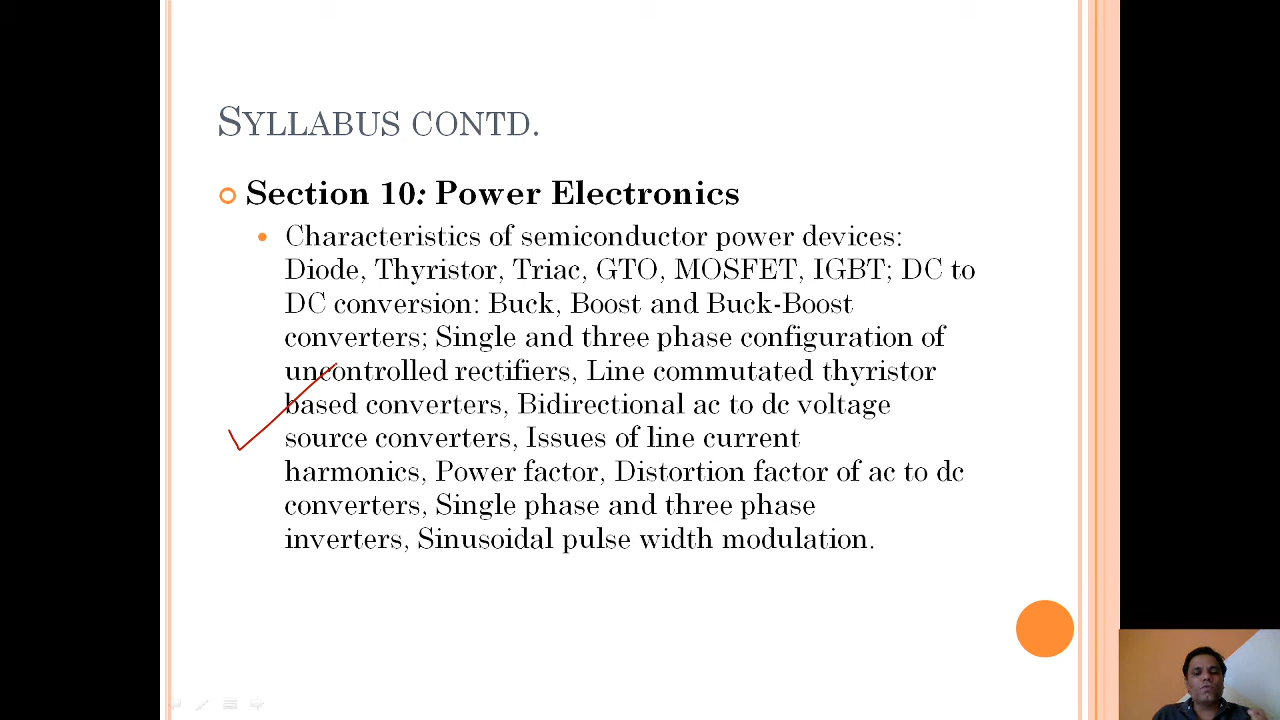 SYLLABUS CONTD.
Section 10: Power Electronics
Characteristics of semiconductor power devices:
Diode, Thyristor, Triac, GTO, MOSFET, IGBT; DC to
DC conversion: Buck, Boost and Buck-Boost
converters; Single and three phase configuration of
uncontrolled rectifiers, Line commutated thyristor
based converters, Bidirectional ac to dc voltage
source converters, Issues of line current
harmonics, Power factor, Distortion factor of ac to dc
converters, Single phase and three phase
inverters, Sinusoidal pulse width modulation.